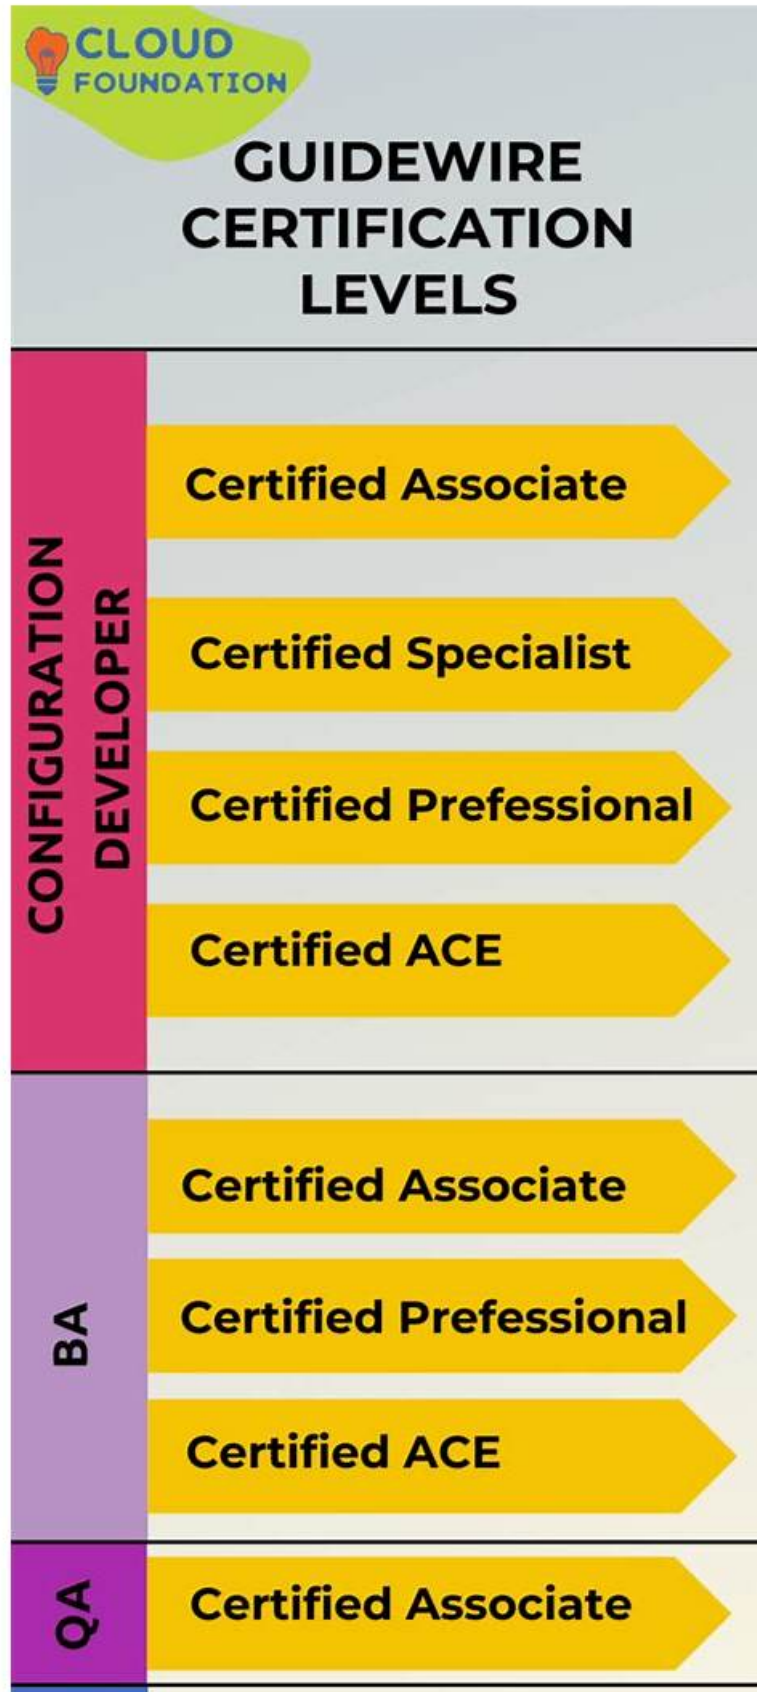 CLOUD
FOUNDATION
GUIDEWIRE
CERTIFICATION
LEVELS
CONFIGURATION
DEVELOPER
Certified Associate
Certified Specialist
Certified Prefessional
Certified ACE
BA
Certified Associate
Certified Prefessional
Certified ACE
QA
Certified Associate